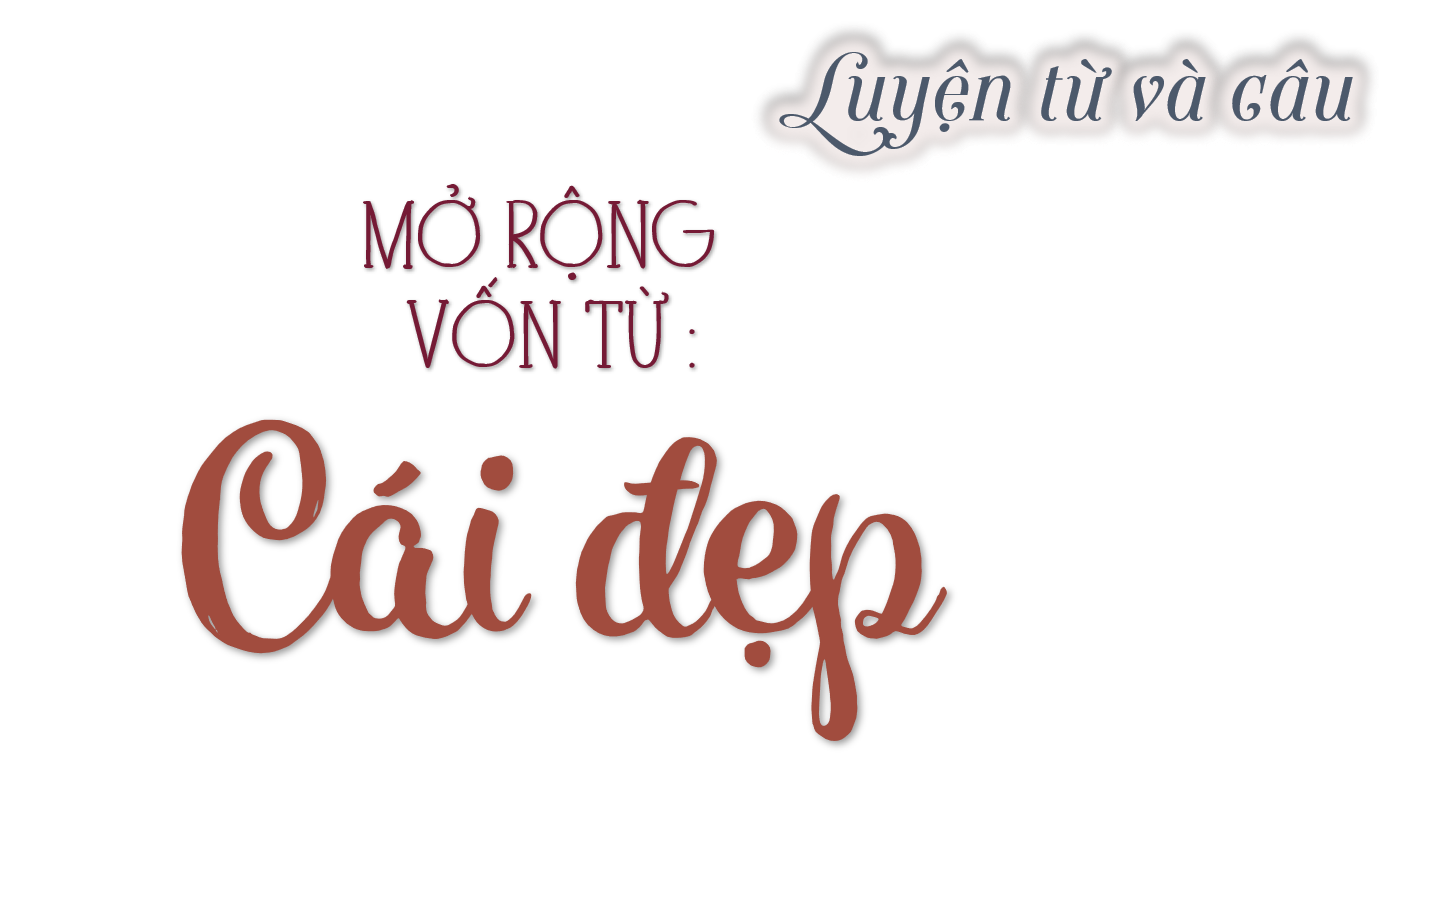 Luyện từ và câu
MỞ RỘNG
VỐN TỪ :
Cái đẹp